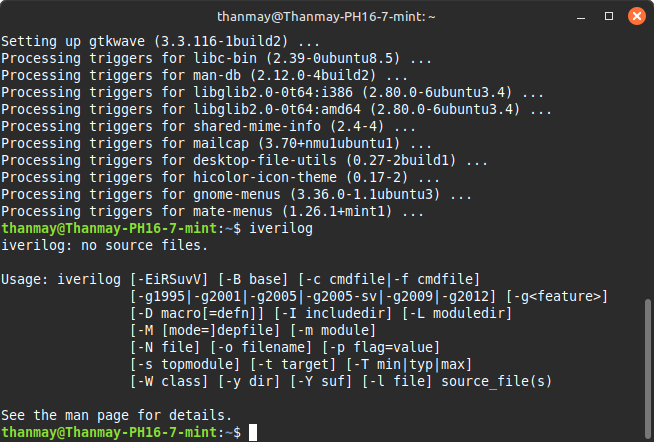 thanmay@Thanmay-PH16-7-mint: ~
Setting up gtkwave (3.3.116-1build2) ...
Processing triggers for libc-bin (2.39-0ubuntu8.5) ...
Processing triggers for man-db (2.12.0-4build2) ...
Processing triggers for libglib2.0-0t64:i386 (2.80.0-6ubuntu3.4) ...
Processing triggers for libglib2.0-0t64:amd64 (2.80.0-6ubuntu3.4) ...
Processing triggers for shared-mime-info (2.4-4) ...
Processing triggers for mailcap (3.70+nmu1ubuntu1) ...
Processing triggers for desktop-file-utils (0.27-2build1) ...
Processing triggers for hicolor-icon-theme (0.17-2) ...
Processing triggers for gnome-menus (3.36.0-1.1ubuntu3) ...
Processing triggers for mate-menus (1.26.1+mint1) ...
thanmay@Thanmay-PH16-7-mint:~$ iverilog
iverilog: no source files.

Usage: iverilog [-EiRSuvV] [-B base] [-c cmdfile|-f cmdfile]
                [-g1995|-g2001|-g2005|-g2005-sv|-g2009|-g2012] [-g<feature>]
                [-D macro[=defn]] [-I includedir] [-L moduledir]
                [-M [mode=]depfile] [-m module]
                [-N file] [-o filename] [-p flag=value]
                [-s topmodule] [-t target] [-T min|typ|max]
                [-W class] [-y dir] [-Y suf] [-l file] source_file(s)

See the man page for details.
thanmay@Thanmay-PH16-7-mint:~$